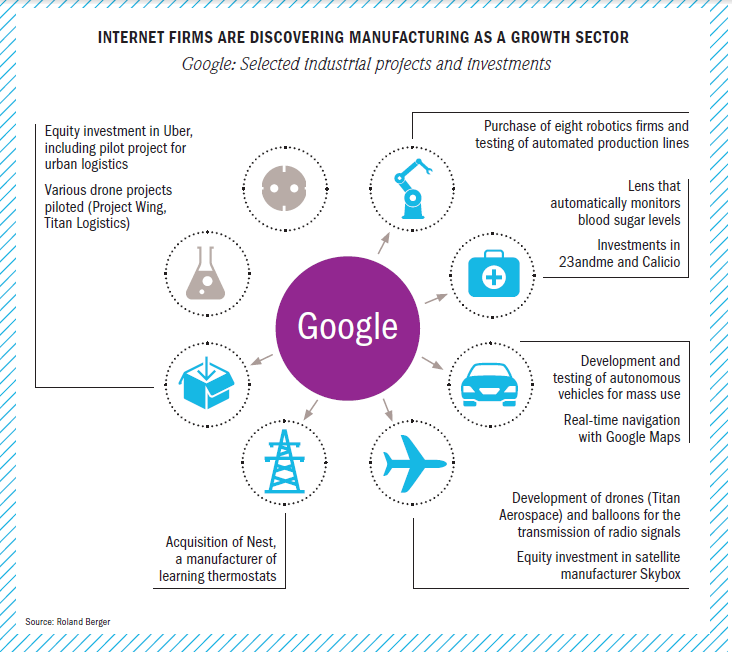 INTERNET FIRMS ARE DISCOVERING MANUFACTURING AS A GROWTH SECTOR
Google: Selected industrial projects and investments
Equity investment in Uber,
including pilot project for
urban logistics
Various drone projects
piloted (Project Wing,
Titan Logistics)
Purchase of eight robotics firms and
testing of automated production lines
Lens that
automatically monitors
blood sugar levels
Investments in
23andme and Calicio
Google
Development and
testing of autonomous
vehicles for mass use
Real-time navigation
with Google Maps
Development of drones (Titan
Aerospace) and balloons for the
transmission of radio signals
Equity investment in satellite
manufacturer Skybox
Acquisition of Nest,
a manufacturer of
learning thermostats
Source: Roland Berger